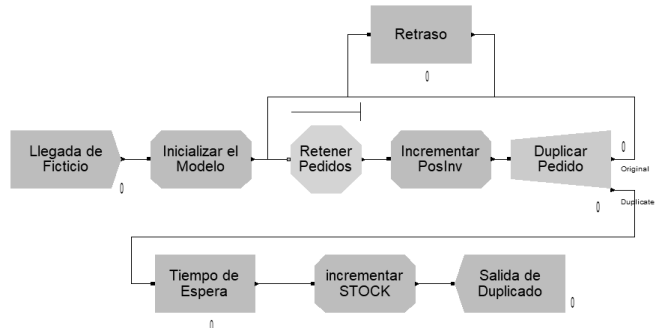 Retraso
0
Llegada de
Ficticio
0
Inicializar el
Modelo
Retener
Pedidos
Incrementar
PosInv
Duplicar
Pedido
0
Original
0
Duplicate
Tiempo de
Espera
0
incrementar
STOCK
Salida de
Duplicado
0